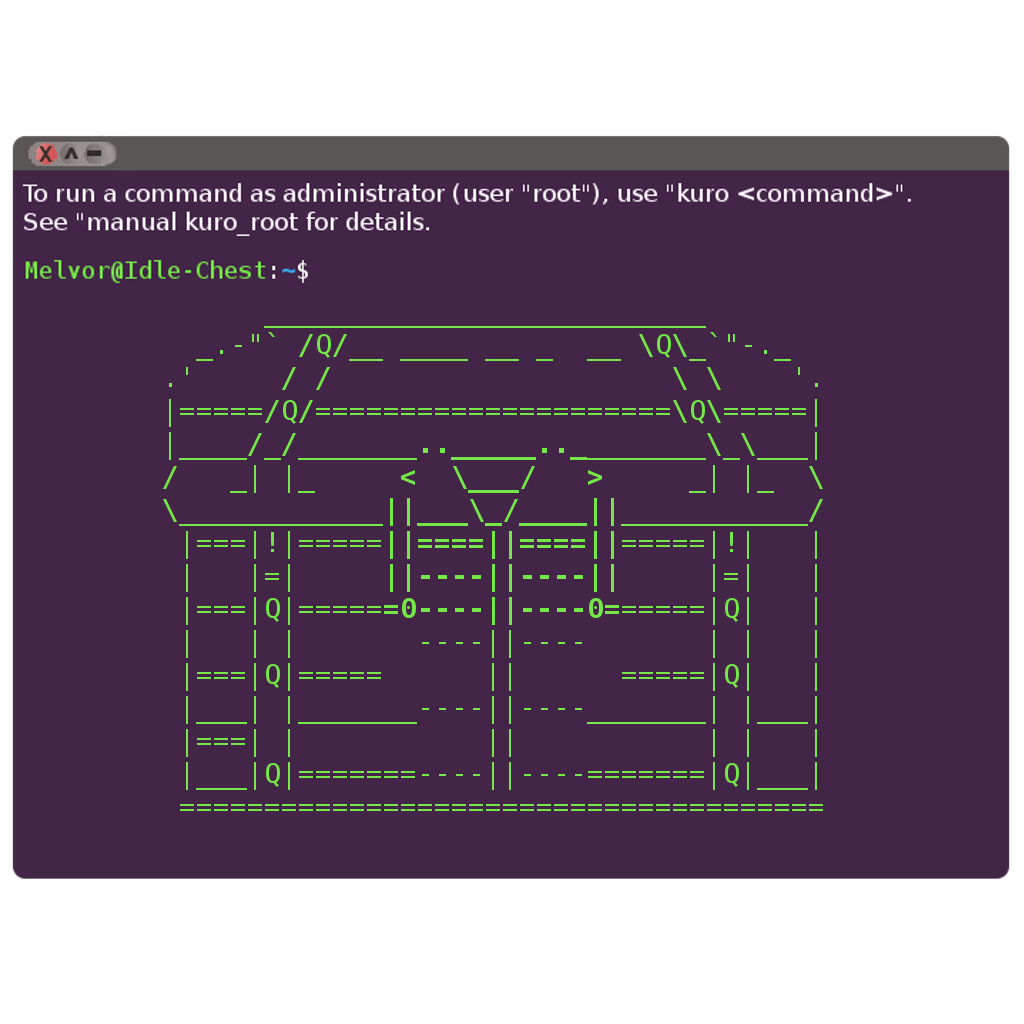 X ^ -
To run a command as administrator (user "root"), use "kuro <command>".
See "manual kuro_root for details.
Melvor@Idle-Chest:~$